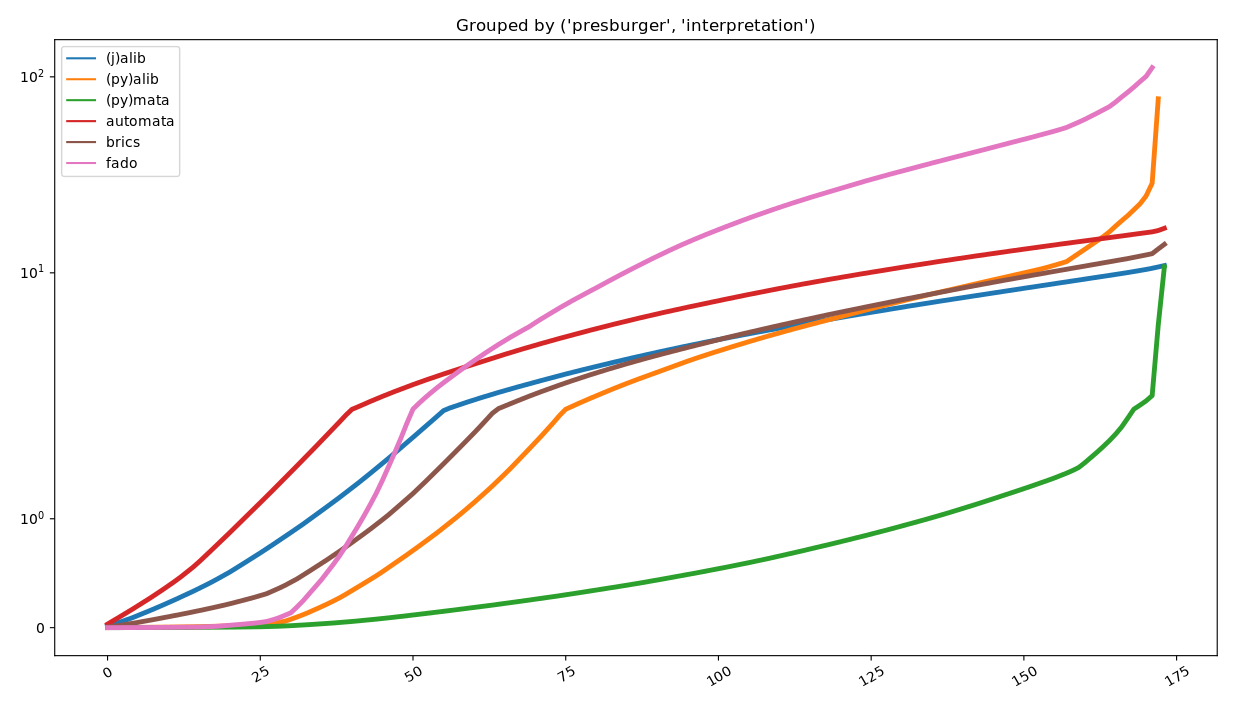 Grouped by ('presburger', 'interpretation')
(j)alib
(py)alib
(py)mata
automata
brics
fado
10²
10¹
10⁰
0
0
25
50
75
100
125
150
175